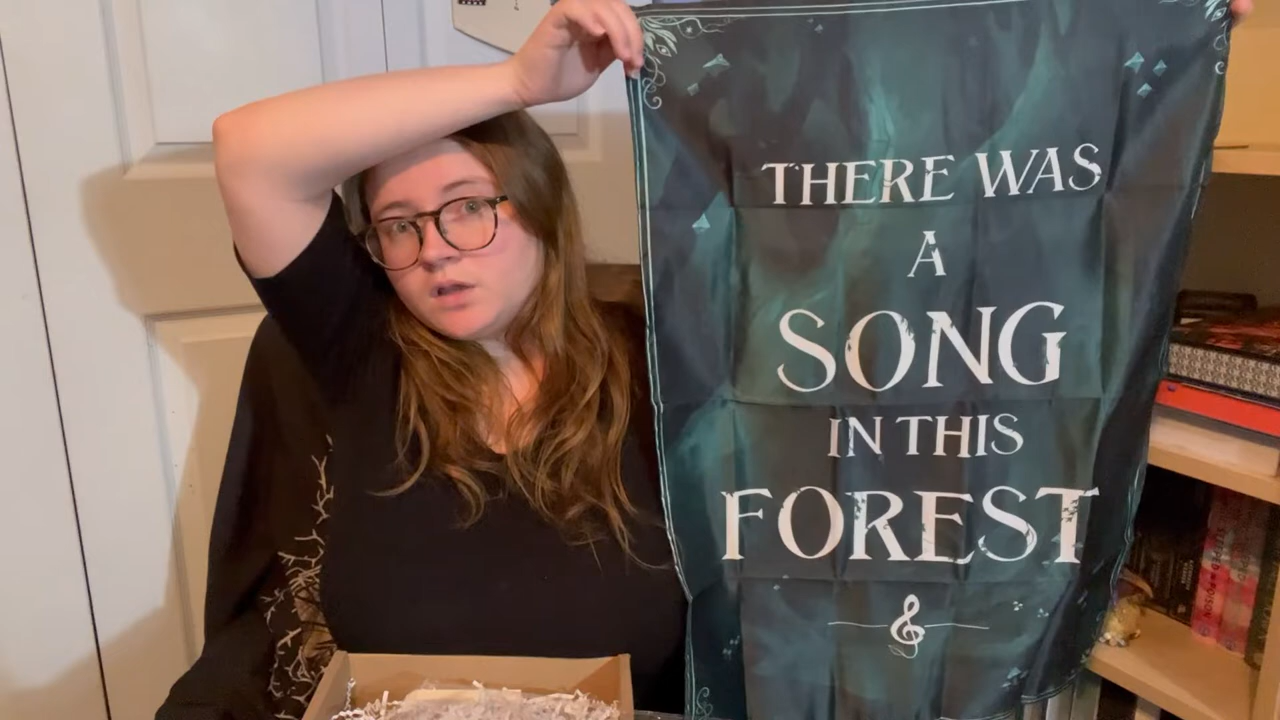 THERE WAS
A
SONG
IN THIS
FOREST